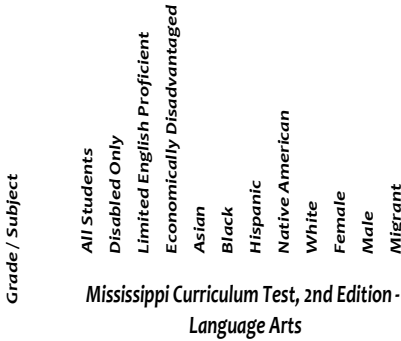 Grade / Subject
All Students
Disabled Only
Limited English Proficient
Economically Disadvantaged
Asian
Black
Hispanic
Native American
White
Female
Male
Migrant
Mississippi Curriculum Test, 2nd Edition -
Language Arts